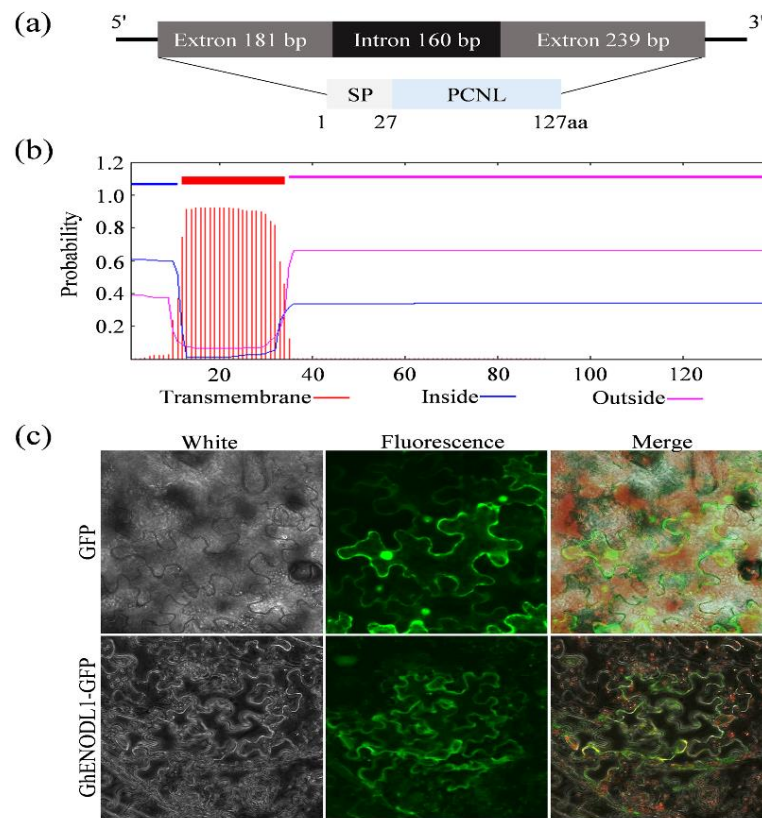 (a)
5' 3'
Extron 181 bp Intron 160 bp Extron 239 bp
SP PCNL
1 27 127aa
(b)
1.2
1.0
0.8
0.6
0.4
0.2
Probability
20 40 60 80 100 120
Transmembrane Inside Outside
(c)
White Fluorescence Merge
GFP
GhENODL1-GFP